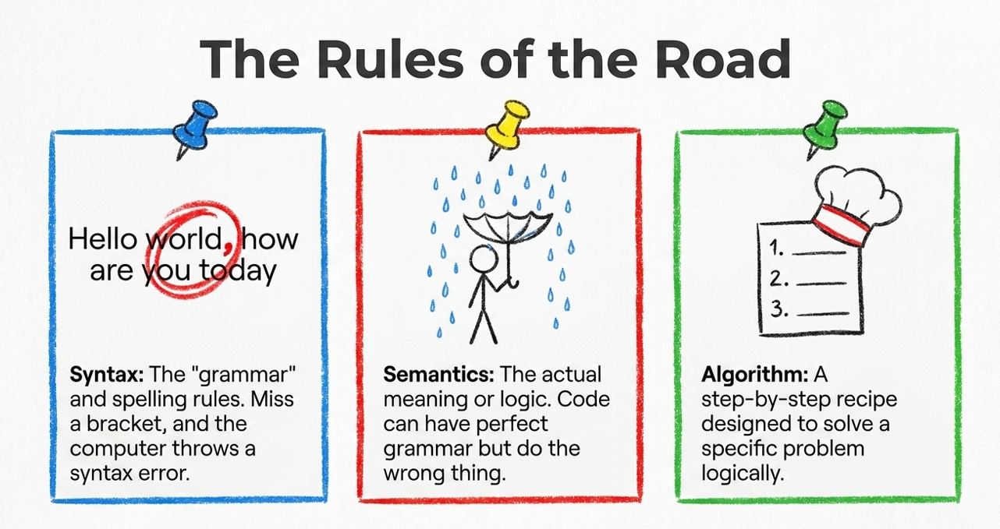 The Rules of the Road
Hello world, how
are you today
Syntax: The "grammar"
and spelling rules. Miss
a bracket, and the
computer throws a
syntax error.
Semantics: The actual
meaning or logic. Code
can have perfect
grammar but do the
wrong thing.
1.
2.
3.
Algorithm: A
step-by-step recipe
designed to solve a
specific problem
logically.